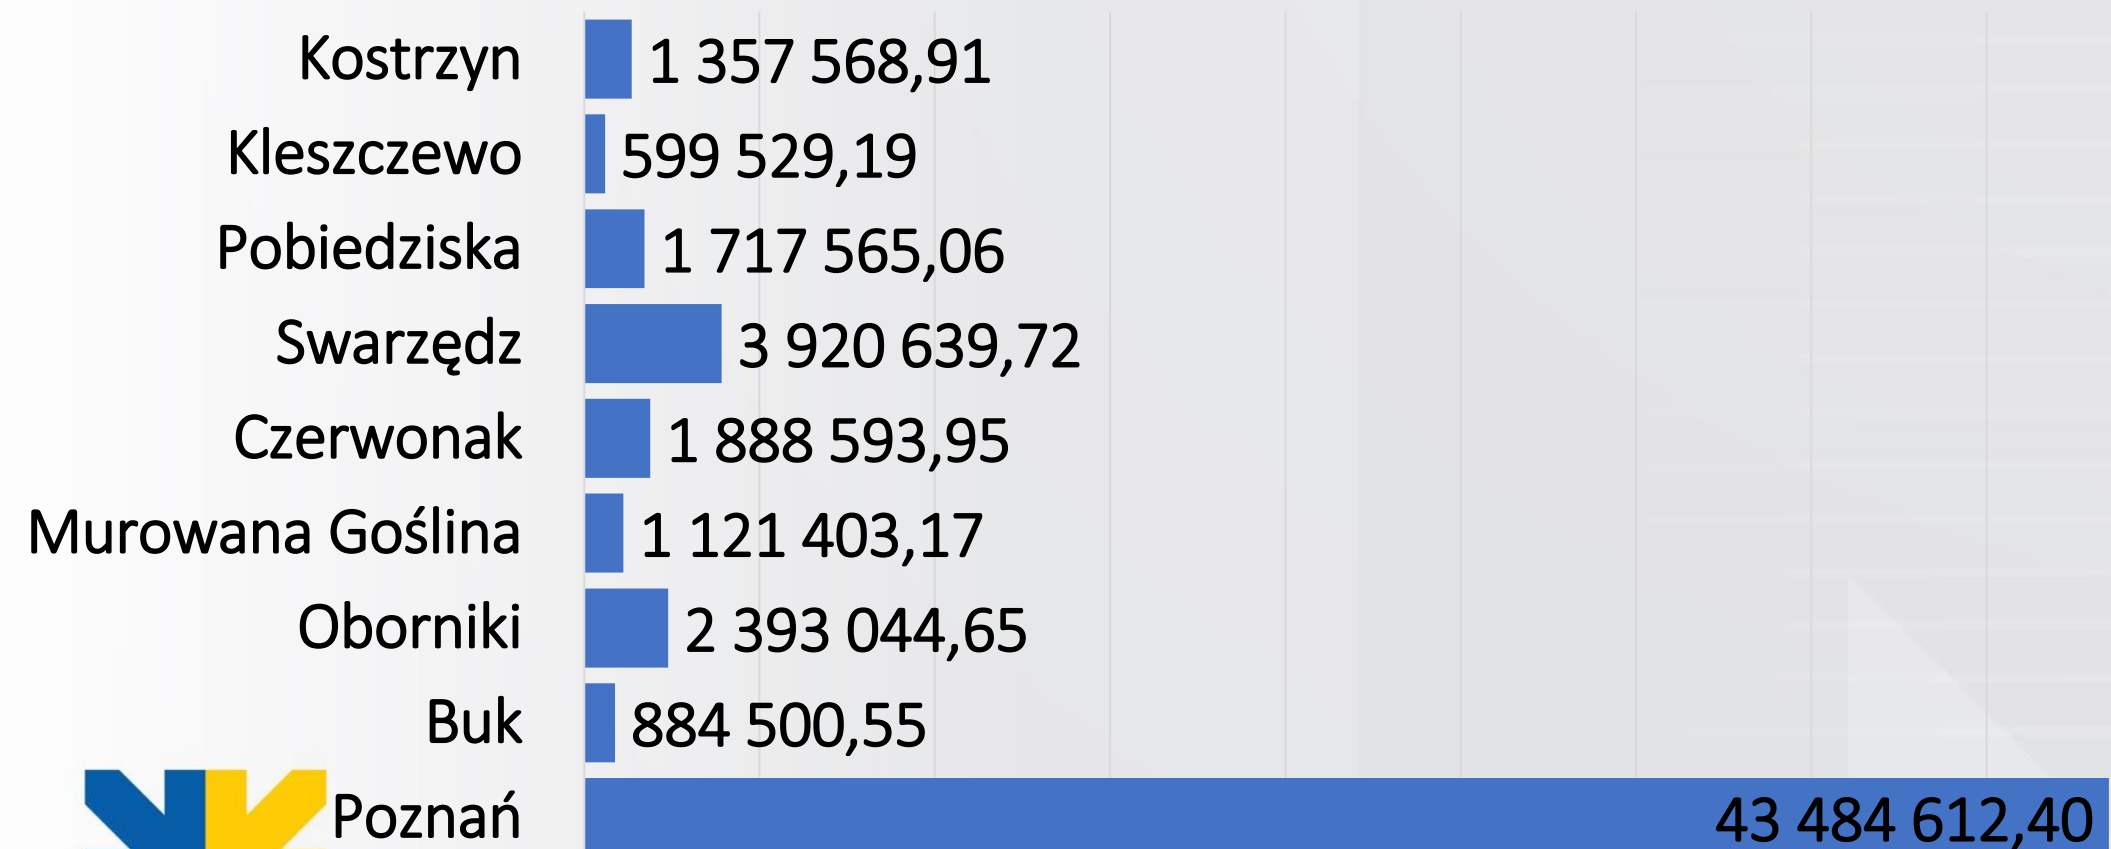 Kostrzyn 1 357 568,91
Kleszczewo 599 529,19
Pobiedziska 1 717 565,06
Swarzędz 3 920 639,72
Czerwonak 1 888 593,95
Murowana Goślina 1 121 403,17
Oborniki 2 393 044,65
Buk 884 500,55
Poznań 43 484 612,40